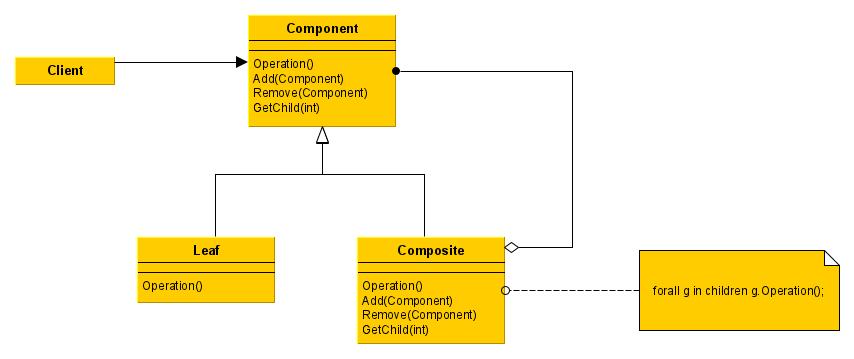 Component
Operation()
Add(Component)
Remove(Component)
GetChild(int)
Client
Leaf
Operation()
Composite
Operation()
Add(Component)
Remove(Component)
GetChild(int)
forall g in children g.Operation();